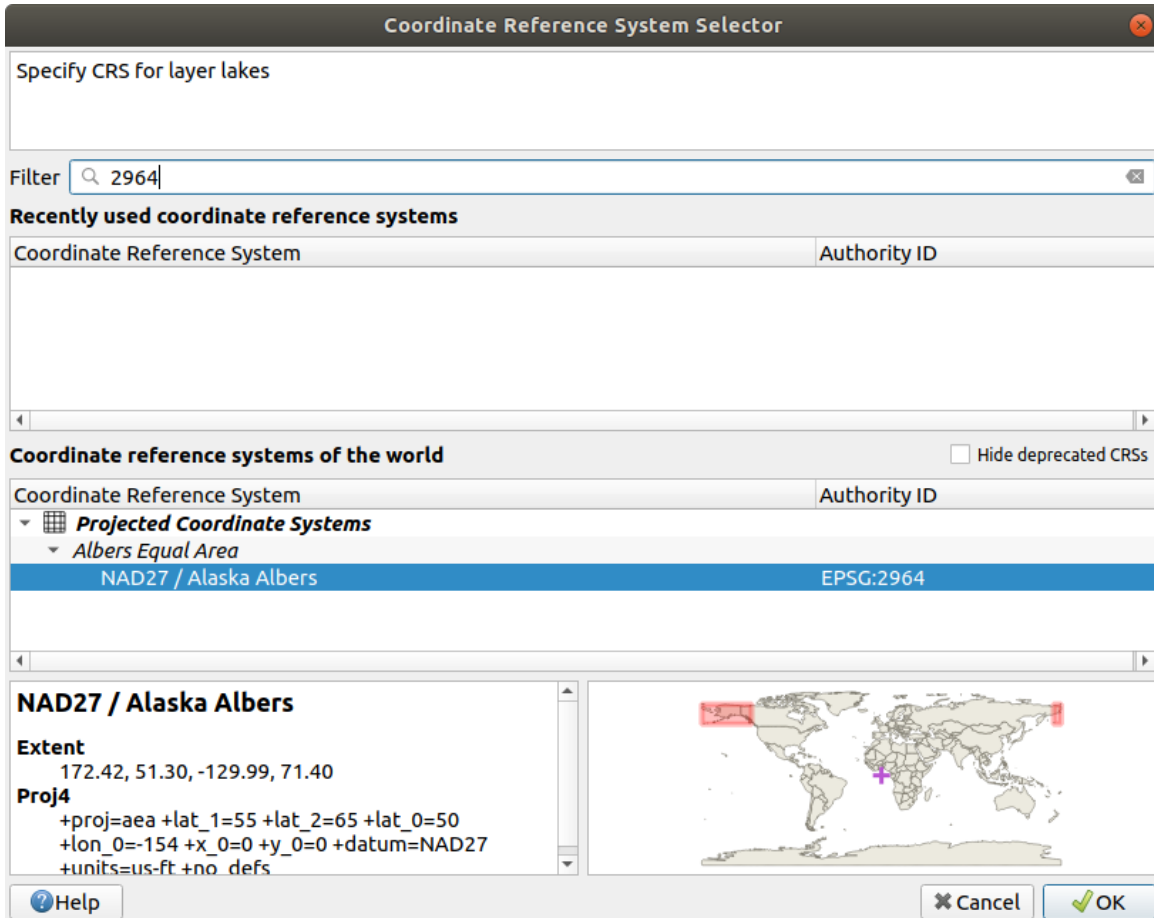 Coordinate Reference System Selector
Specify CRS for layer lakes
Filter 2964
Recently used coordinate reference systems
Coordinate Reference System Authority ID
Coordinate reference systems of the world Hide deprecated CRSs
Coordinate Reference System Authority ID
Projected Coordinate Systems
Albers Equal Area
NAD27 / Alaska Albers EPSG:2964
NAD27 / Alaska Albers
Extent
172.42, 51.30, -129.99, 71.40
Proj4
+proj=aea +lat_1=55 +lat_2=65 +lat_0=50
+lon_0=-154 +x_0=0 +y_0=0 +datum=NAD27
+units=us-ft +no_defs
Help Cancel OK